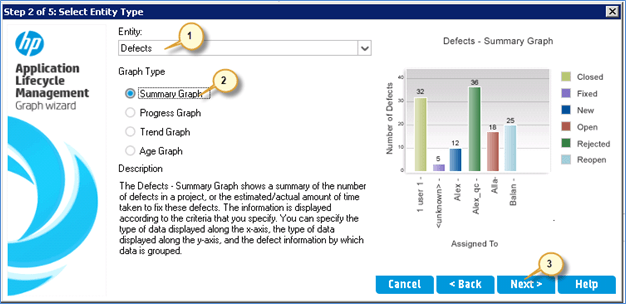 Step 2 of 5: Select Entity Type
hp
Application
Lifecycle
Management
Graph wizard
Entity:
Defects
1
Graph Type
Summary Graph
2
Progress Graph
Trend Graph
Age Graph
Description
The Defects - Summary Graph shows a summary of the number
of defects in a project, or the estimated/actual amount of time
taken to fix these defects. The information is displayed
according to the criteria that you specify. You can specify the
type of data displayed along the x-axis, the type of data
displayed along the y-axis, and the defect information by which
data is grouped.
Defects - Summary Graph
Number of Defects
40
30
20
10
0
32
5
12
36
18
25
1 user 1 -
<unknown> -
Alex -
Alex_qc -
Alla-
Balan -
Assigned To
Closed
Fixed
New
Open
Rejected
Reopen
3
Cancel
< Back
Next >
Help